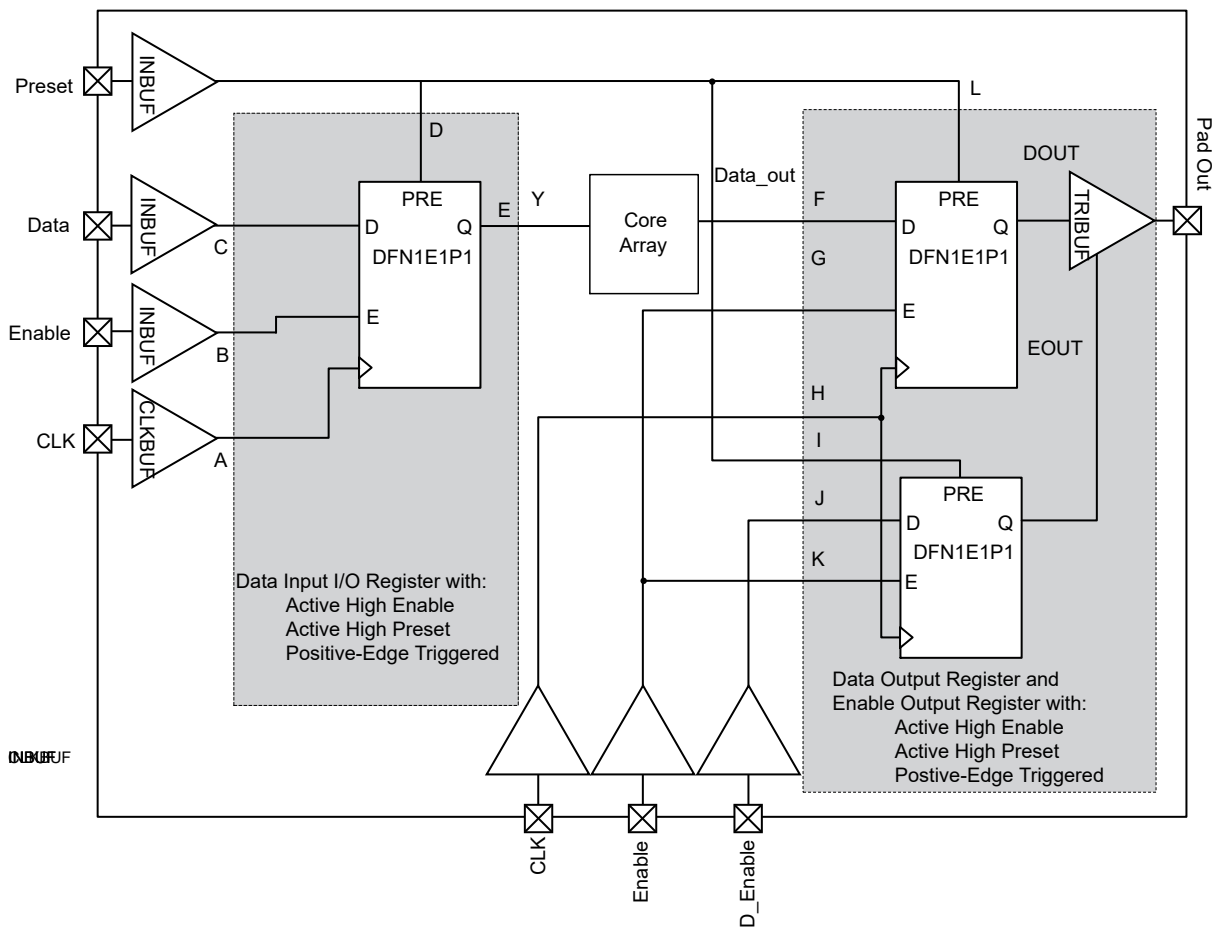 Preset
INBUF
L
D
Pad Out
DOUT
Data
INBUF
C
PRE
D
Q
DFN1E1P1
E
Y
Core
Array
Data_out
F
G
PRE
D
Q
DFN1E1P1
E
TRIBUF
EOUT
Enable
INBUF
B
E
CLK
CLKBUF
A
H
I
J
K
PRE
D
Q
DFN1E1P1
E
Data Input I/O Register with:
Active High Enable
Active High Preset
Positive-Edge Triggered
Data Output Register and
Enable Output Register with:
Active High Enable
Active High Preset
Postive-Edge Triggered
CLK
Enable
D_Enable